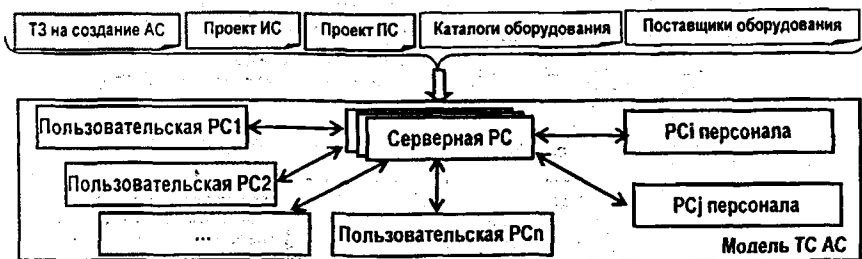 ТЗ на создание АС
Проект ИС
Проект ПС
Каталоги оборудования
Поставщики оборудования
Пользовательская РС1
Серверная РС
РСi персонала
Пользовательская РС2
РСj персонала
...
Пользовательская РСn
Модель ТС АС